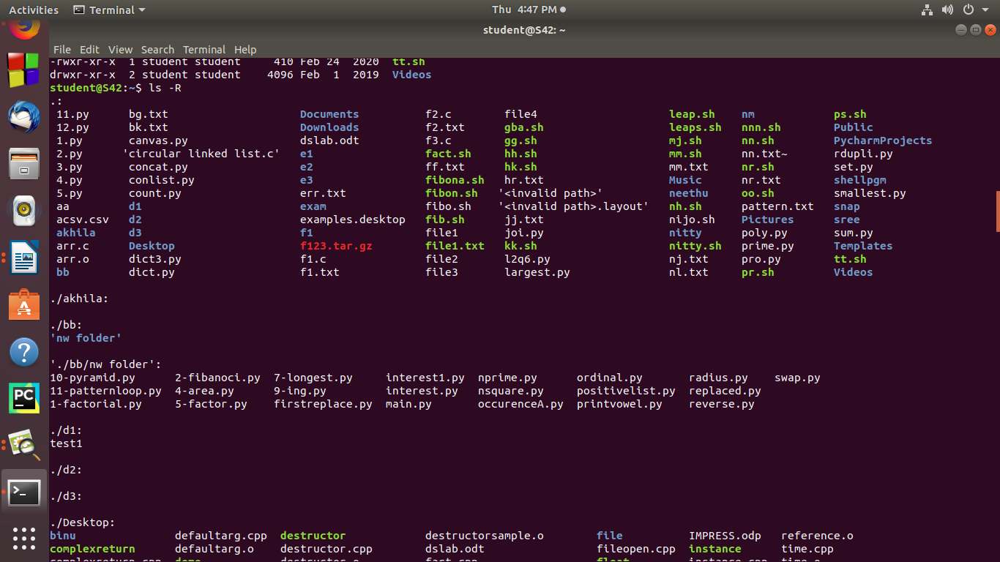 Activities Terminal Thu 4:47 PM
student@S42: ~
File Edit View Search Terminal Help
-rwxr-xr-x 1 student student 410 Feb 24 2020 tt.sh
drwxr-xr-x 2 student student 4096 Feb 1 2019 Videos
student@S42:~$ ls -R
.:
11.py bg.txt Documents f2.c file4 leap.sh nm ps.sh
12.py bk.txt Downloads f2.txt gba.sh leaps.sh nnn.sh Public
1.py canvas.py dslab.odt f3.c gg.sh mj.sh nn.sh PycharmProjects
2.py 'circular linked list.c' e1 fact.sh hh.sh mm.sh nn.txt~ rdupli.py
3.py concat.py e2 ff.txt hk.sh mm.txt nr.sh set.py
4.py conlist.py e3 fibona.sh hr.txt Music nr.txt shellpgm
5.py count.py err.txt fibon.sh '<invalid path>' neethu oo.sh smallest.py
aa d1 exam fibo.sh '<invalid path>.layout' nh.sh pattern.txt snap
acsv.csv d2 examples.desktop fib.sh jj.txt nijo.sh Pictures sree
akhila d3 f1 file1 joi.py nitty poly.py sum.py
arr.c Desktop f123.tar.gz file1.txt kk.sh nitty.sh prime.py Templates
arr.o dict3.py f1.c file2 l2q6.py nj.txt pro.py tt.sh
bb dict.py f1.txt file3 largest.py nl.txt pr.sh Videos
./akhila:
./bb:
'nw folder'
'./bb/nw folder':
10-pyramid.py 2-fibanoci.py 7-longest.py interest1.py nprime.py ordinal.py radius.py swap.py
11-patternloop.py 4-area.py 9-ing.py interest.py nsquare.py positivelist.py replaced.py
1-factorial.py 5-factor.py firstreplace.py main.py occurenceA.py printvowel.py reverse.py
./d1:
test1
./d2:
./d3:
./Desktop:
binu defaultarg.cpp destructor destructorsample.o file IMPRESS.odp reference.o
complexreturn defaultarg.o destructor.cpp dslab.odt fileopen.cpp instance time.cpp
complexreturn.cpp demo destructor.o fact.cpp float instance.cpp time.o